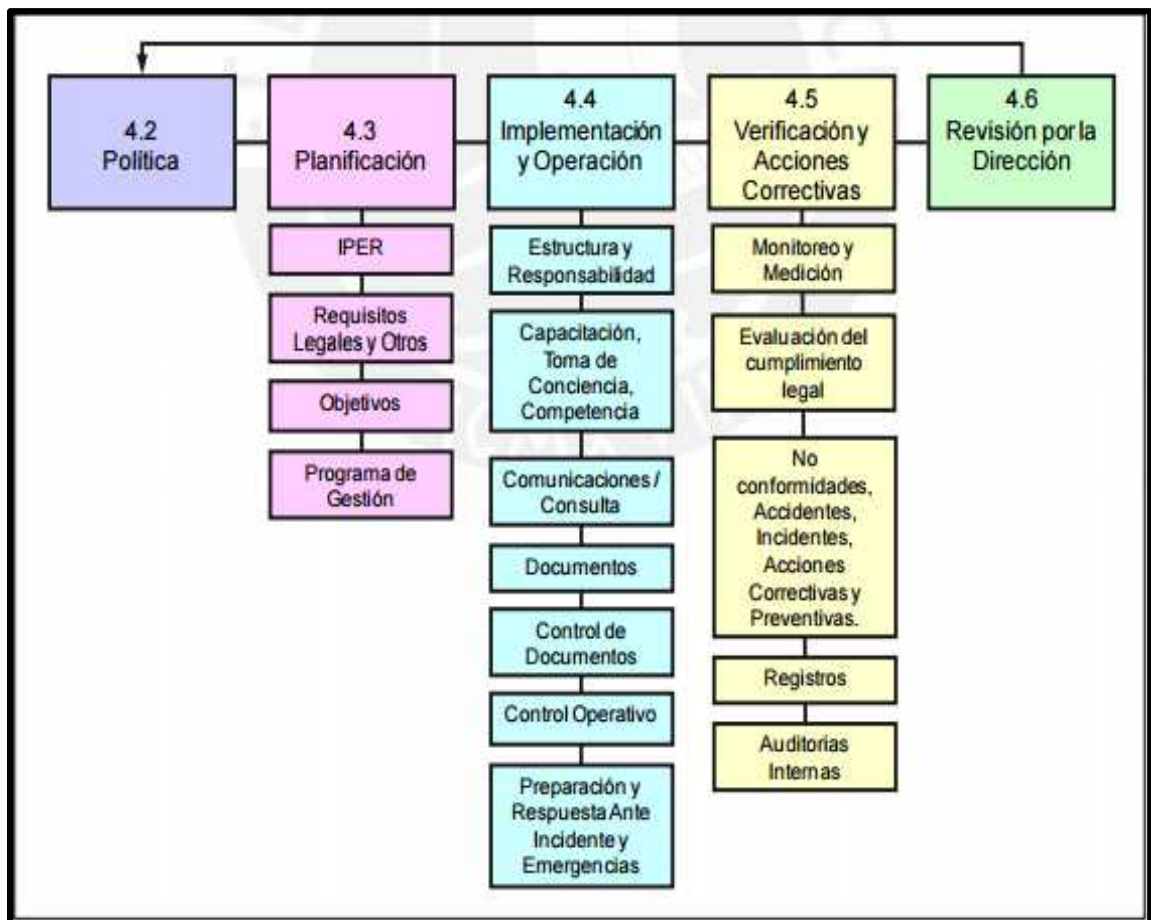 4.2
Política
4.3
Planificación
4.4
Implementación
y Operación
4.5
Verificación y
Acciones
Correctivas
4.6
Revisión por la
Dirección
IPER
Requisitos
Legales y Otros
Objetivos
Programa de
Gestión
Estructura y
Responsabilidad
Capacitación,
Toma de
Conciencia,
Competencia
Comunicaciones /
Consulta
Documentos
Control de
Documentos
Control Operativo
Preparación y
Respuesta Ante
Incidente y
Emergencias
Monitoreo y
Medición
Evaluación del
cumplimiento
legal
No
conformidades,
Accidentes,
Incidentes,
Acciones
Correctivas y
Preventivas.
Registros
Auditorias
Internas